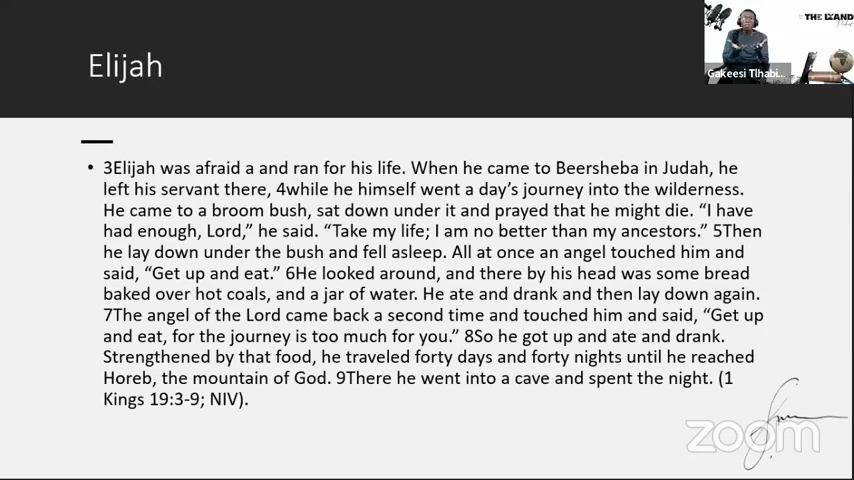 Elijah
THE LXAND
Gakeesi Tlhabi...
• 3Elijah was afraid a and ran for his life. When he came to Beersheba in Judah, he
left his servant there, 4while he himself went a day’s journey into the wilderness.
He came to a broom bush, sat down under it and prayed that he might die. “I have
had enough, Lord,” he said. “Take my life; I am no better than my ancestors.” 5Then
he lay down under the bush and fell asleep. All at once an angel touched him and
said, “Get up and eat.” 6He looked around, and there by his head was some bread
baked over hot coals, and a jar of water. He ate and drank and then lay down again.
7The angel of the Lord came back a second time and touched him and said, “Get up
and eat, for the journey is too much for you.” 8So he got up and ate and drank.
Strengthened by that food, he traveled forty days and forty nights until he reached
Horeb, the mountain of God. 9There he went into a cave and spent the night. (1
Kings 19:3-9; NIV).
zoom